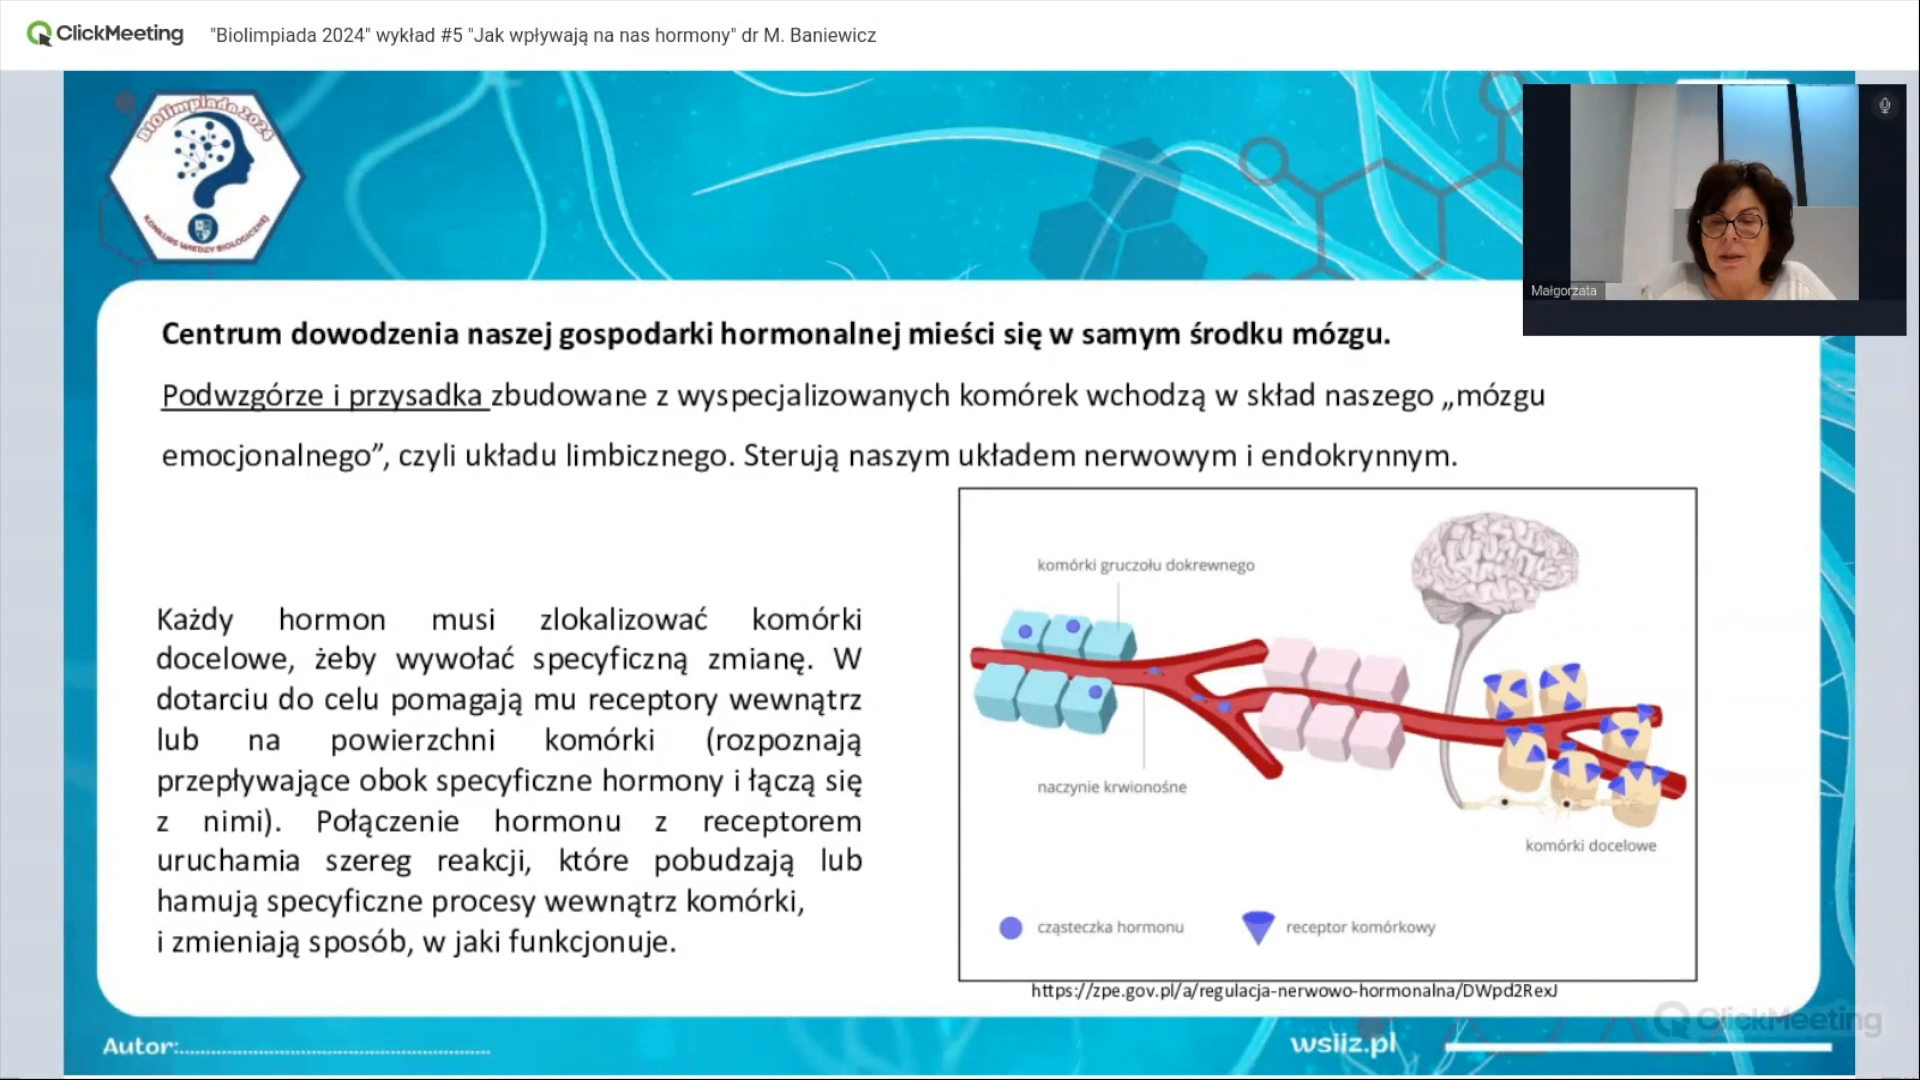 ClickMeeting "Biolimpiada 2024" wykład #5 "Jak wpływają na nas hormony" dr M. Baniewicz
BIOlimpiada 2024
KONKURS WIEDZY BIOLOGICZNEJ
Małgorzata
Centrum dowodzenia naszej gospodarki hormonalnej mieści się w samym środku mózgu.
Podwzgórze i przysadka zbudowane z wyspecjalizowanych komórek wchodzą w skład naszego „mózgu
emocjonalnego”, czyli układu limbicznego. Sterują naszym układem nerwowym i endokrynnym.
Każdy hormon musi zlokalizować komórki
docelowe, żeby wywołać specyficzną zmianę. W
dotarciu do celu pomagają mu receptory wewnątrz
lub na powierzchni komórki (rozpoznają
przepływające obok specyficzne hormony i łączą się
z nimi). Połączenie hormonu z receptorem
uruchamia szereg reakcji, które pobudzają lub
hamują specyficzne procesy wewnątrz komórki,
i zmieniają sposób, w jaki funkcjonuje.
komórki gruczołu dokrewnego
naczynie krwionośne
komórki docelowe
cząsteczka hormonu
receptor komórkowy
https://zpe.gov.pl/a/regulacja-nerwowo-hormonalna/DWpd2RexJ
ClickMeeting
Autor:....................................................
wsiiz.pl